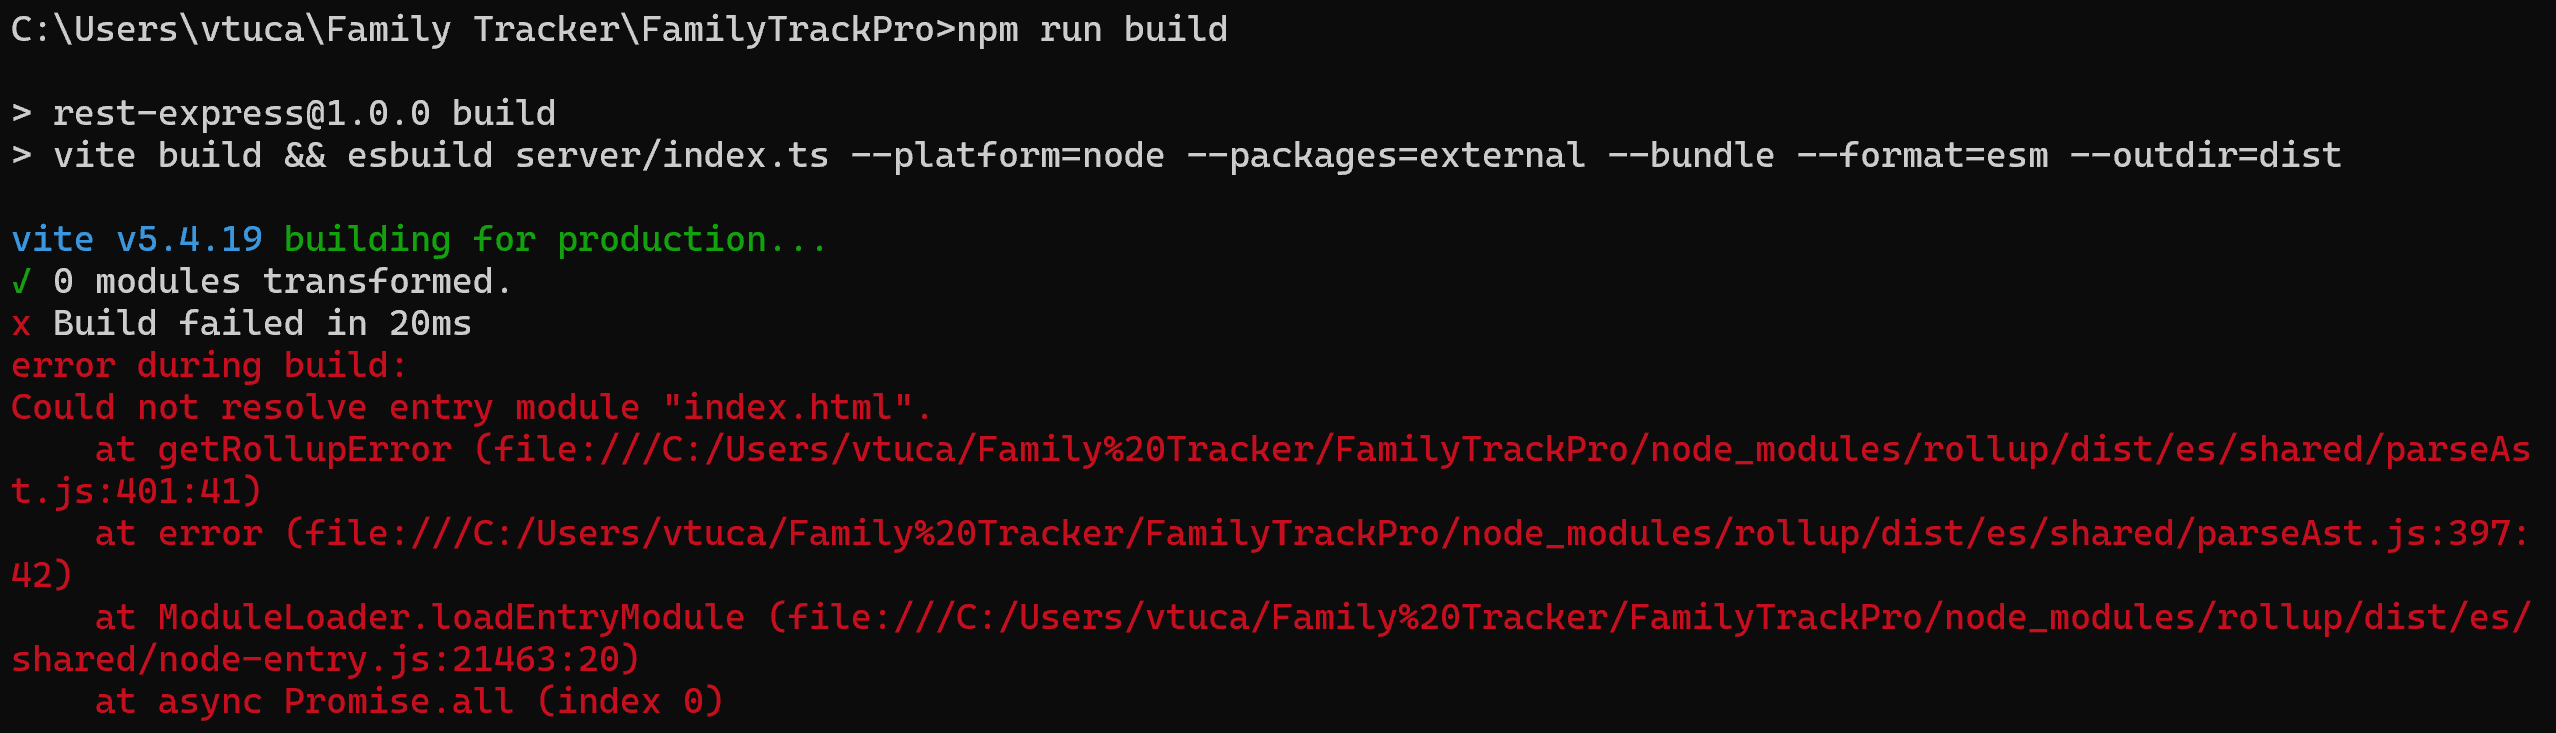 C:\Users\vtuca\Family Tracker\FamilyTrackPro>npm run build
> rest-express@1.0.0 build
> vite build && esbuild server/index.ts --platform=node --packages=external --bundle --format=esm --outdir=dist
vite v5.4.19 building for production...
√ 0 modules transformed.
x Build failed in 20ms
error during build:
Could not resolve entry module "index.html".
    at getRollupError (file:///C:/Users/vtuca/Family%20Tracker/FamilyTrackPro/node_modules/rollup/dist/es/shared/parseAs
t.js:401:41)
    at error (file:///C:/Users/vtuca/Family%20Tracker/FamilyTrackPro/node_modules/rollup/dist/es/shared/parseAst.js:397:
42)
    at ModuleLoader.loadEntryModule (file:///C:/Users/vtuca/Family%20Tracker/FamilyTrackPro/node_modules/rollup/dist/es/
shared/node-entry.js:21463:20)
    at async Promise.all (index 0)